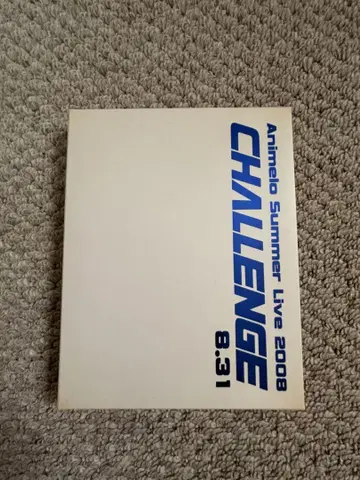 Animelo Summer Live 2008
CHALLENGE
8.31